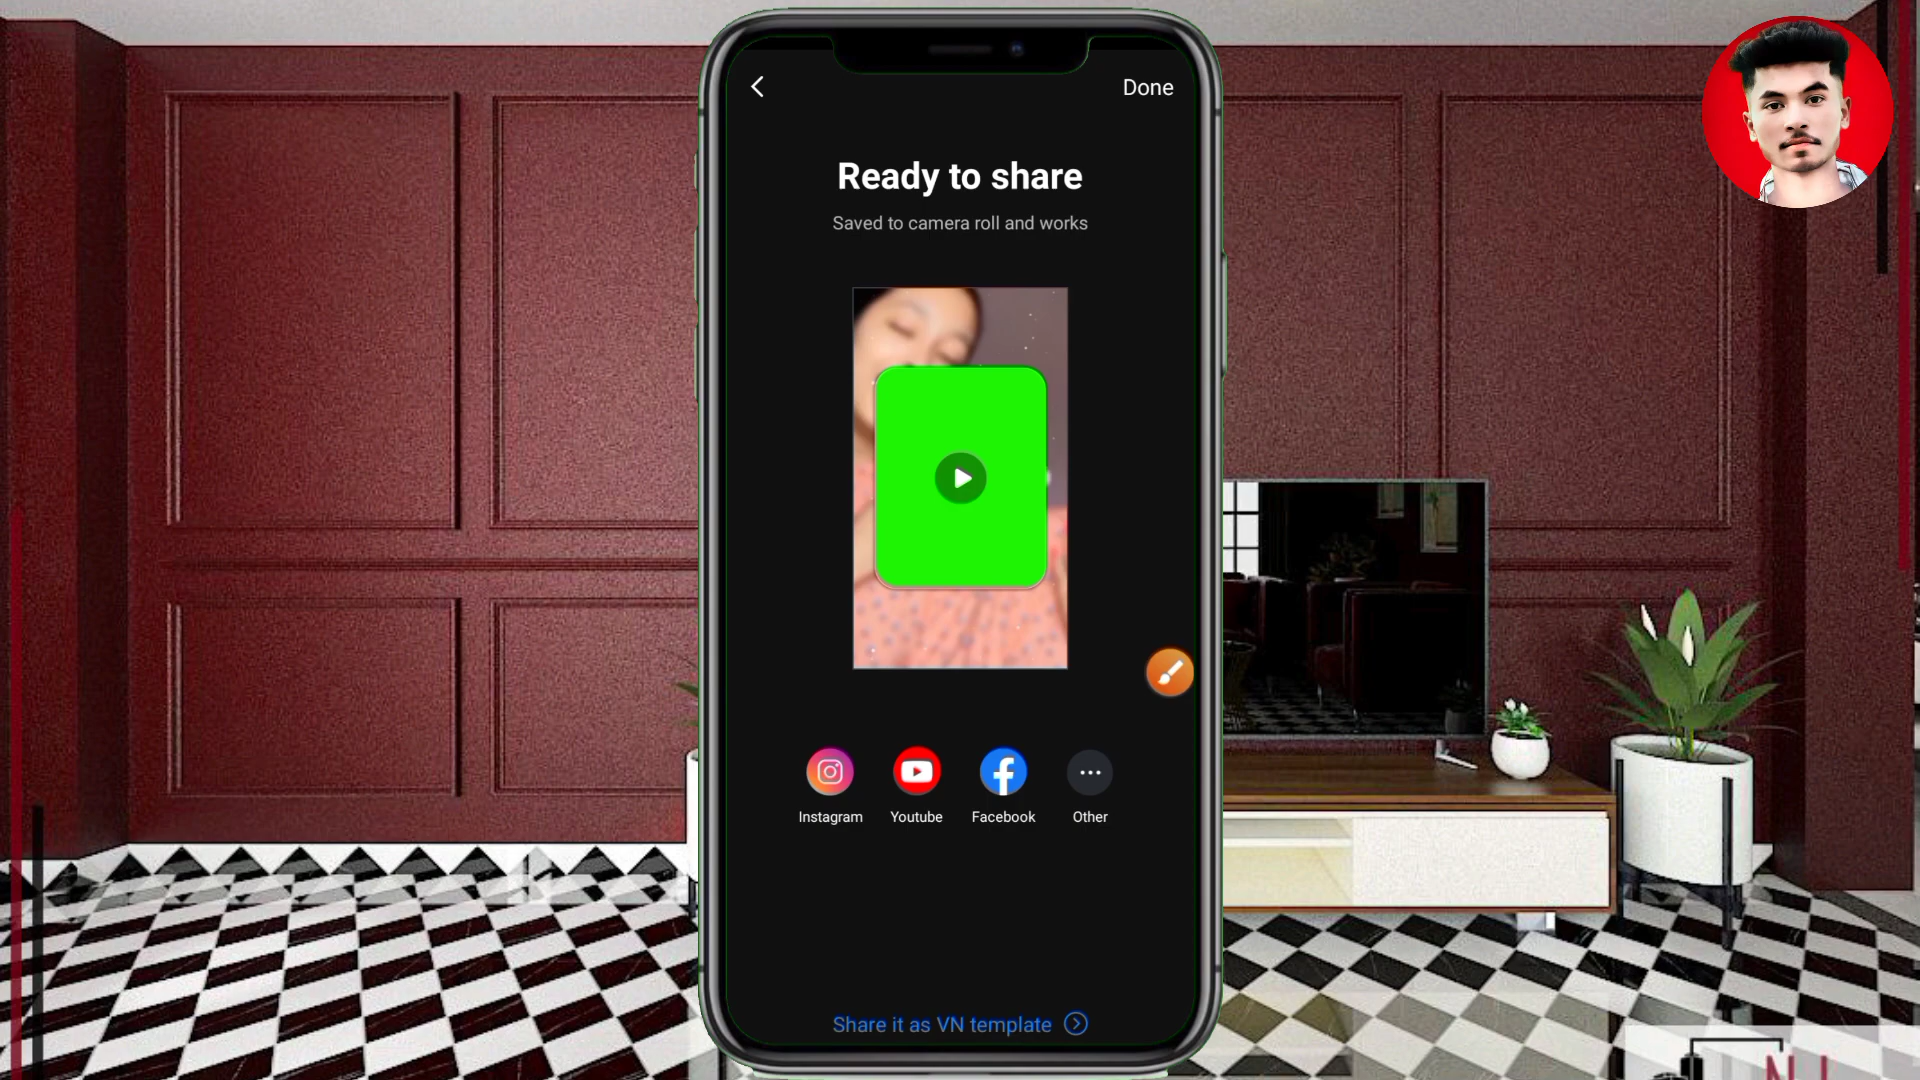 Done
Ready to share
Saved to camera roll and works
Instagram
Youtube
Facebook
Other
Share it as VN template